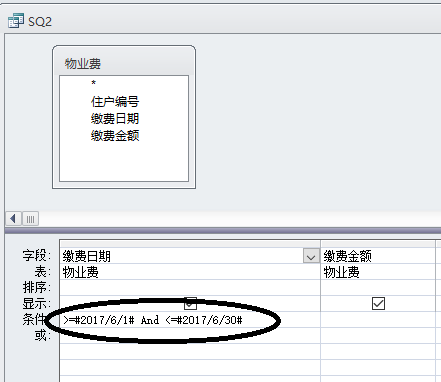 SQ2
物业费
*
住户编号
缴费日期
缴费金额
字段: 缴费日期 缴费金额
表: 物业费 物业费
排序:
显示:
条件: >=#2017/6/1# And <=#2017/6/30#
或: